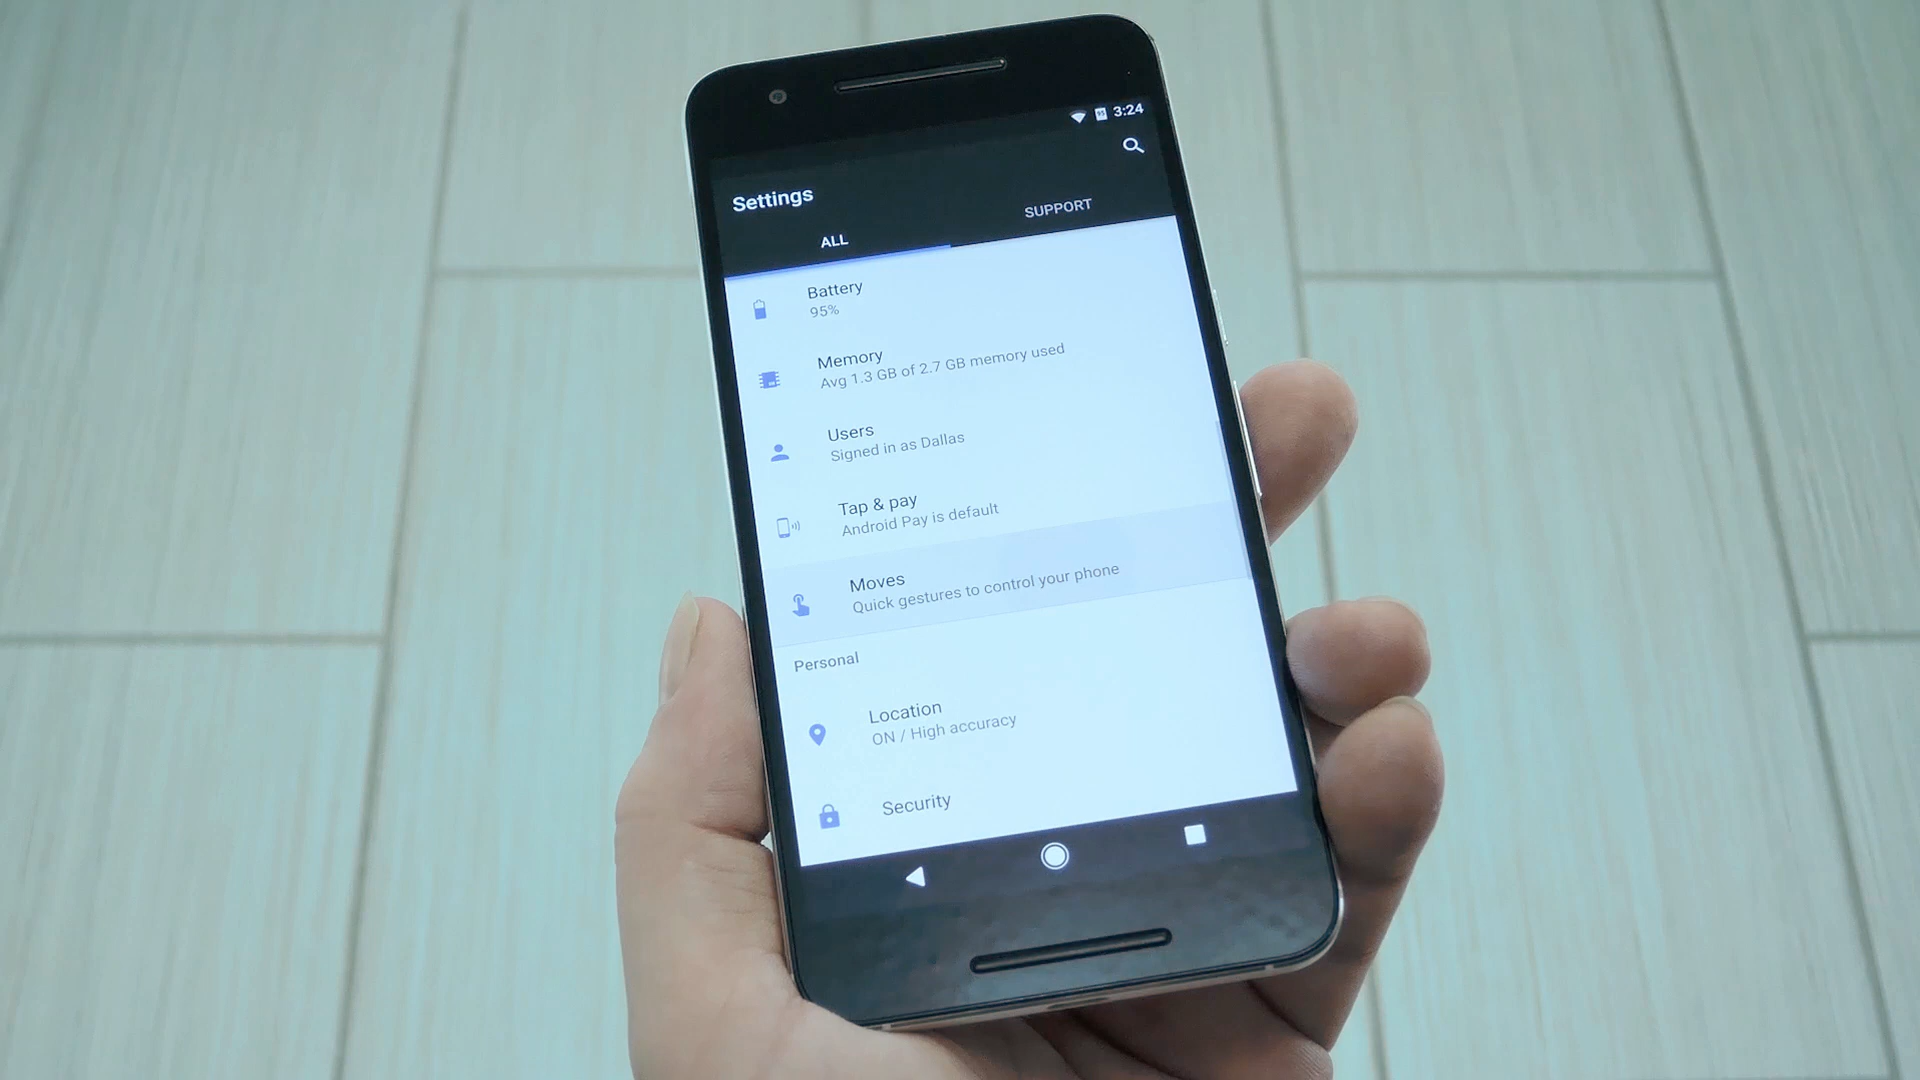 3:24
Settings
ALL
SUPPORT
Battery
95%
Memory
Avg 1.3 GB of 2.7 GB memory used
Users
Signed in as Dallas
Tap & pay
Android Pay is default
Moves
Quick gestures to control your phone
Personal
Location
ON / High accuracy
Security